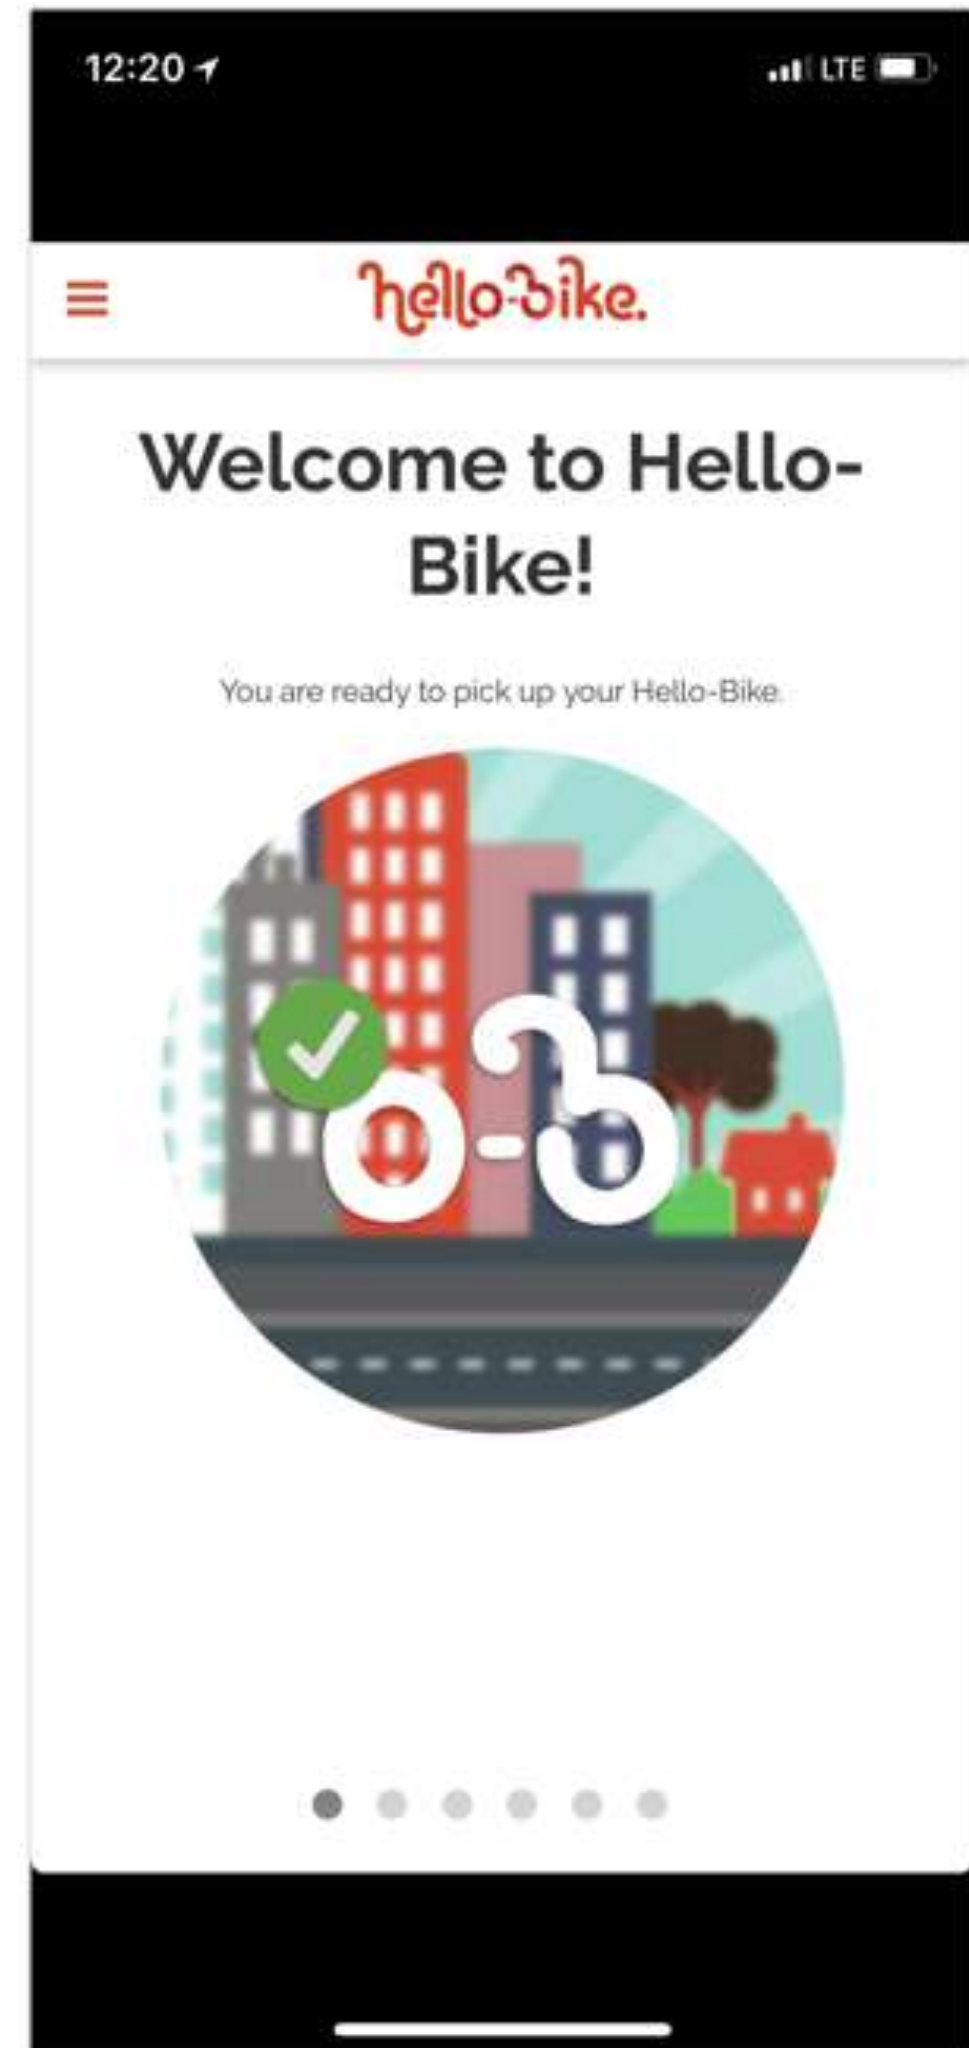 12:20
LTE
hello-Bike.
Welcome to Hello-
Bike!
You are ready to pick up your Hello-Bike.